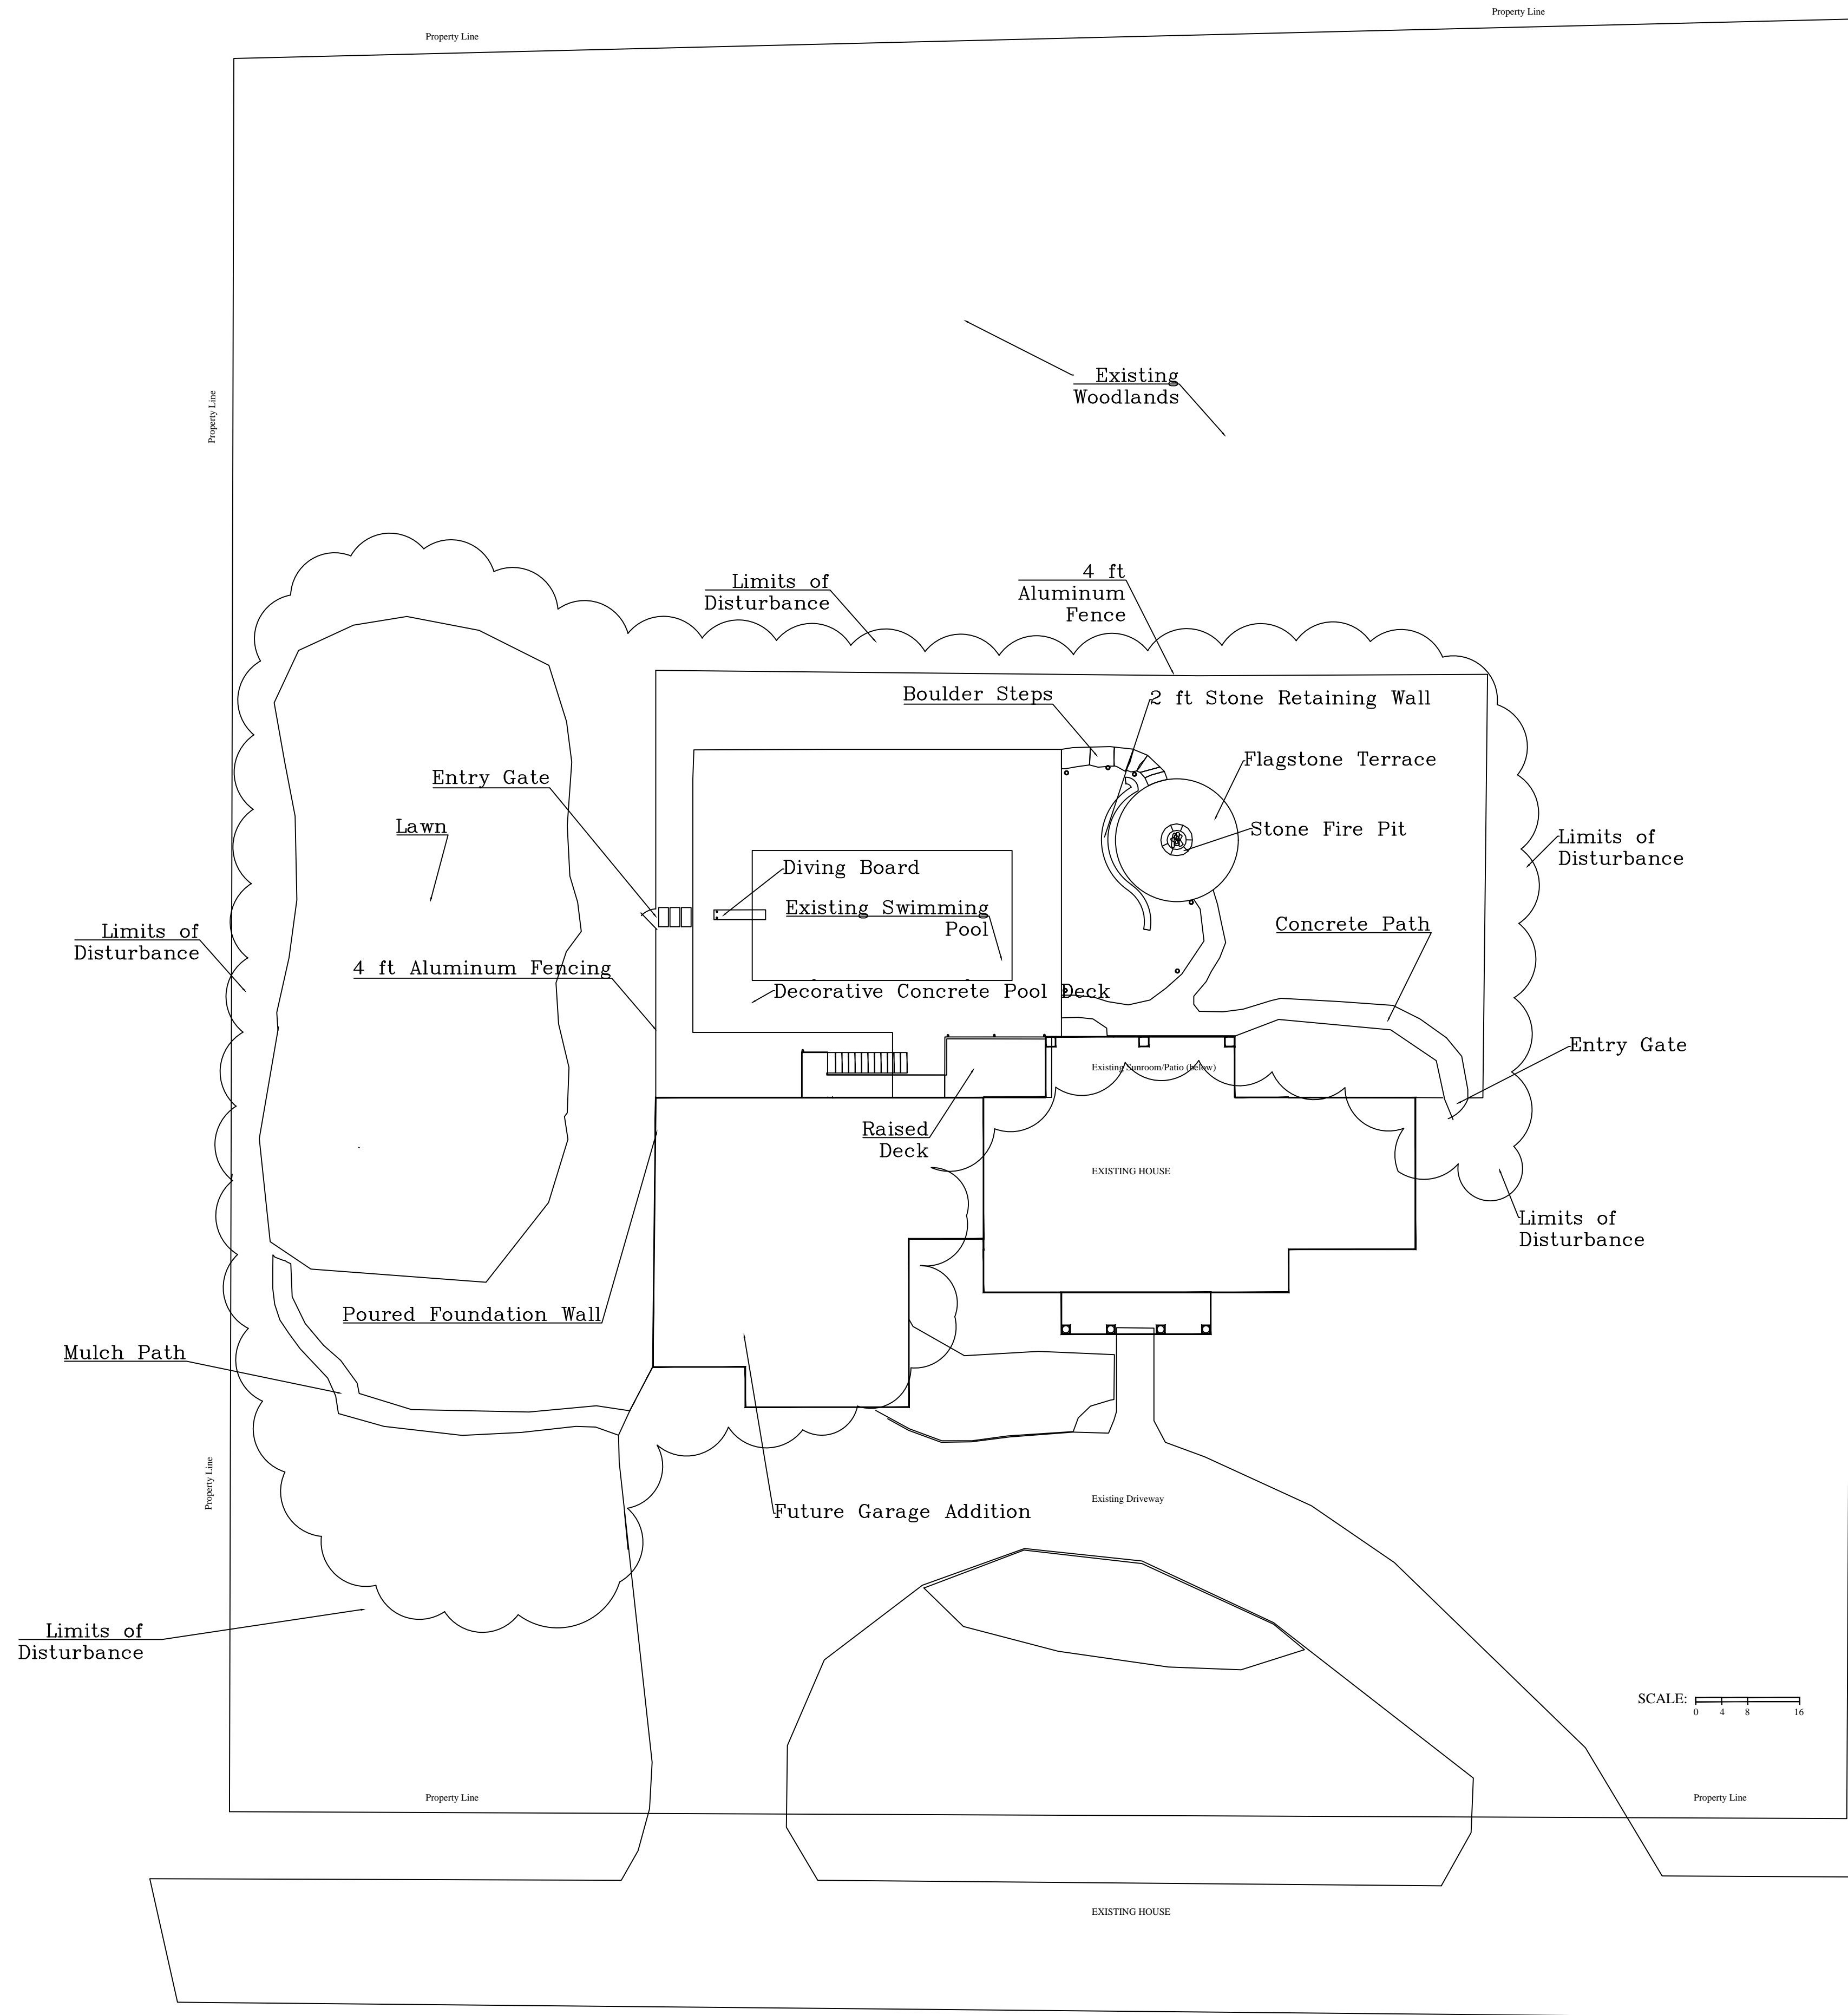 Property Line
Property Line
Property Line
Existing
Woodlands
Limits of
Disturbance
4 ft
Aluminum
Fence
Boulder Steps
2 ft Stone Retaining Wall
Flagstone Terrace
Entry Gate
Lawn
Stone Fire Pit
Limits of
Disturbance
Diving Board
Existing Swimming
Pool
Concrete Path
Limits of
Disturbance
4 ft Aluminum Fencing
Decorative Concrete Pool Deck
Entry Gate
Existing Sunroom/Patio (below)
Raised
Deck
EXISTING HOUSE
Limits of
Disturbance
Poured Foundation Wall
Mulch Path
Property Line
Existing Driveway
Future Garage Addition
Limits of
Disturbance
SCALE:
0 4 8 16
Property Line
Property Line
EXISTING HOUSE